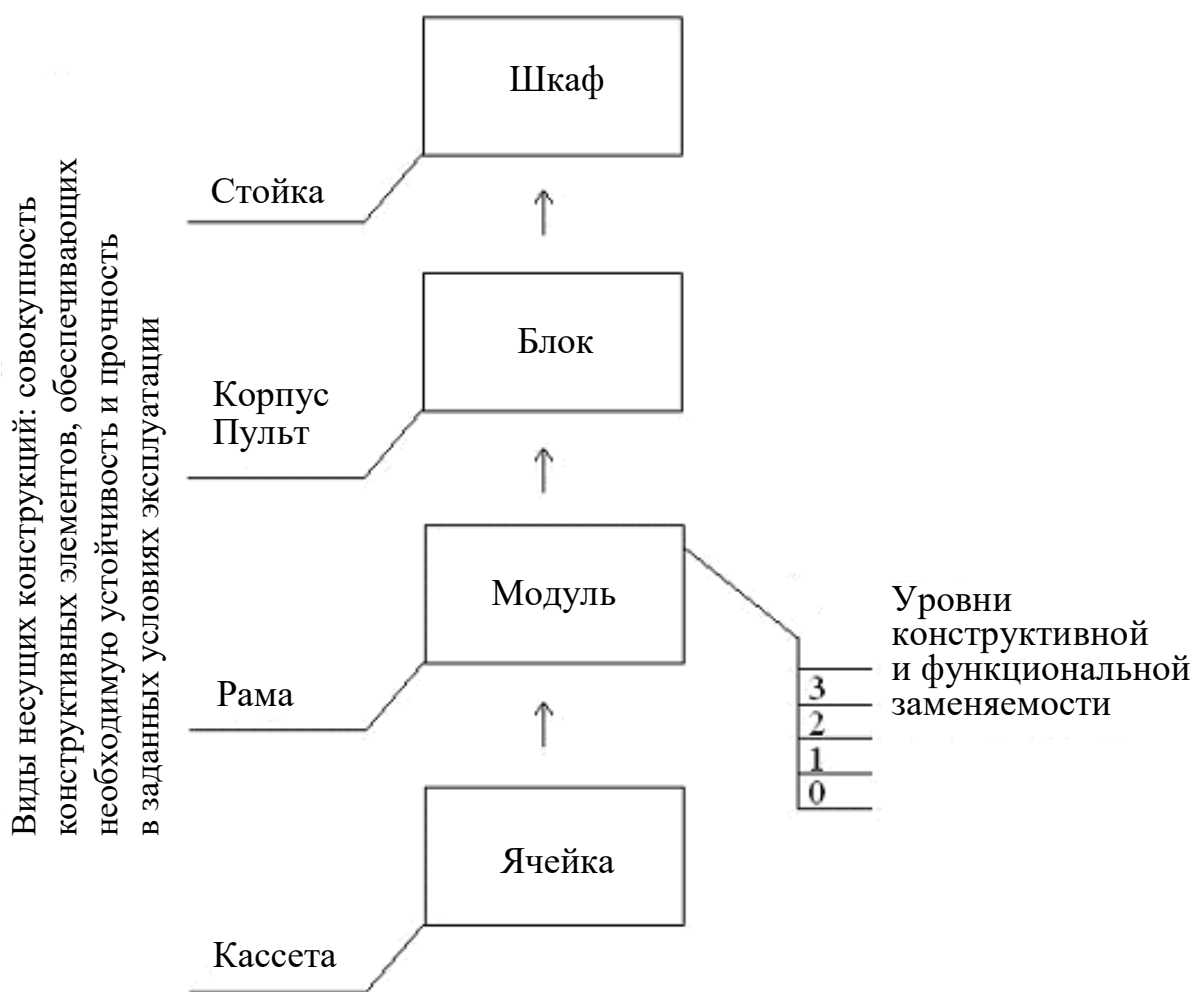 Виды несущих конструкций: совокупность
конструктивных элементов, обеспечивающих
необходимую устойчивость и прочность
в заданных условиях эксплуатации
Шкаф
Стойка
Блок
Корпус
Пульт
Модуль
Рама
Уровни
конструктивной
и функциональной
заменяемости
3
2
1
0
Ячейка
Кассета